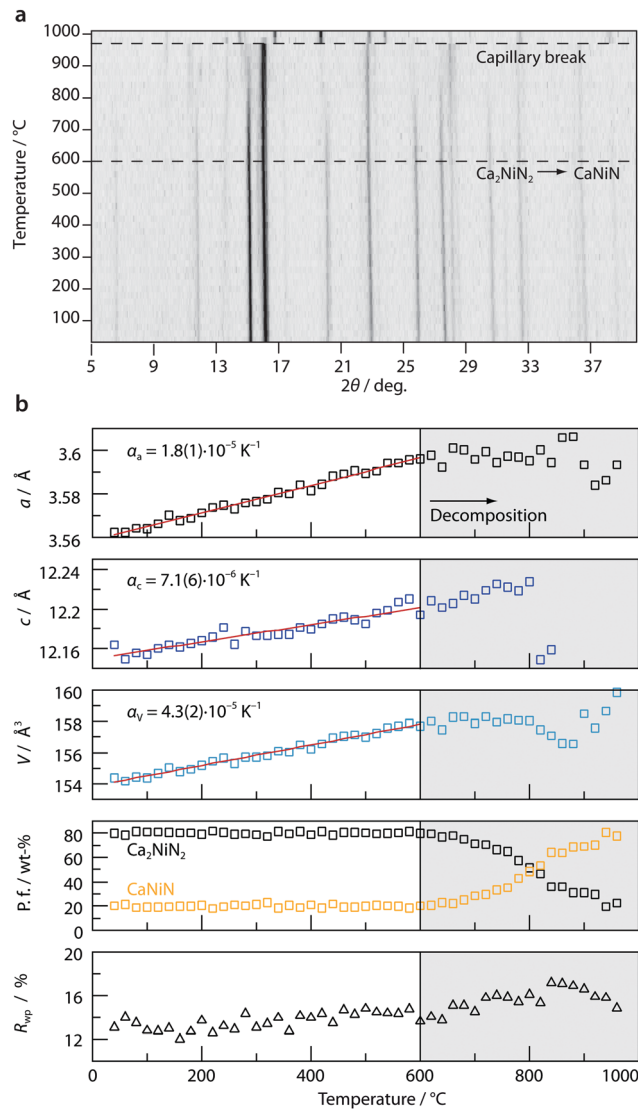 a
1000
900
800
700
600
500
400
300
200
100
Temperature / °C
Capillary break
Ca₂NiN₂ → CaNiN
5 9 13 17 21 25 29 33 37
2θ / deg.
b
αa = 1.8(1)·10⁻⁵ K⁻¹
3.6
3.58
3.56
a / Å
Decomposition
αc = 7.1(6)·10⁻⁶ K⁻¹
12.24
12.2
12.16
c / Å
αV = 4.3(2)·10⁻⁵ K⁻¹
160
158
156
154
V / Å³
80
60
40
20
0
P. f. / wt-%
Ca₂NiN₂
CaNiN
20
16
12
Rwp / %
0 200 400 600 800 1000
Temperature / °C